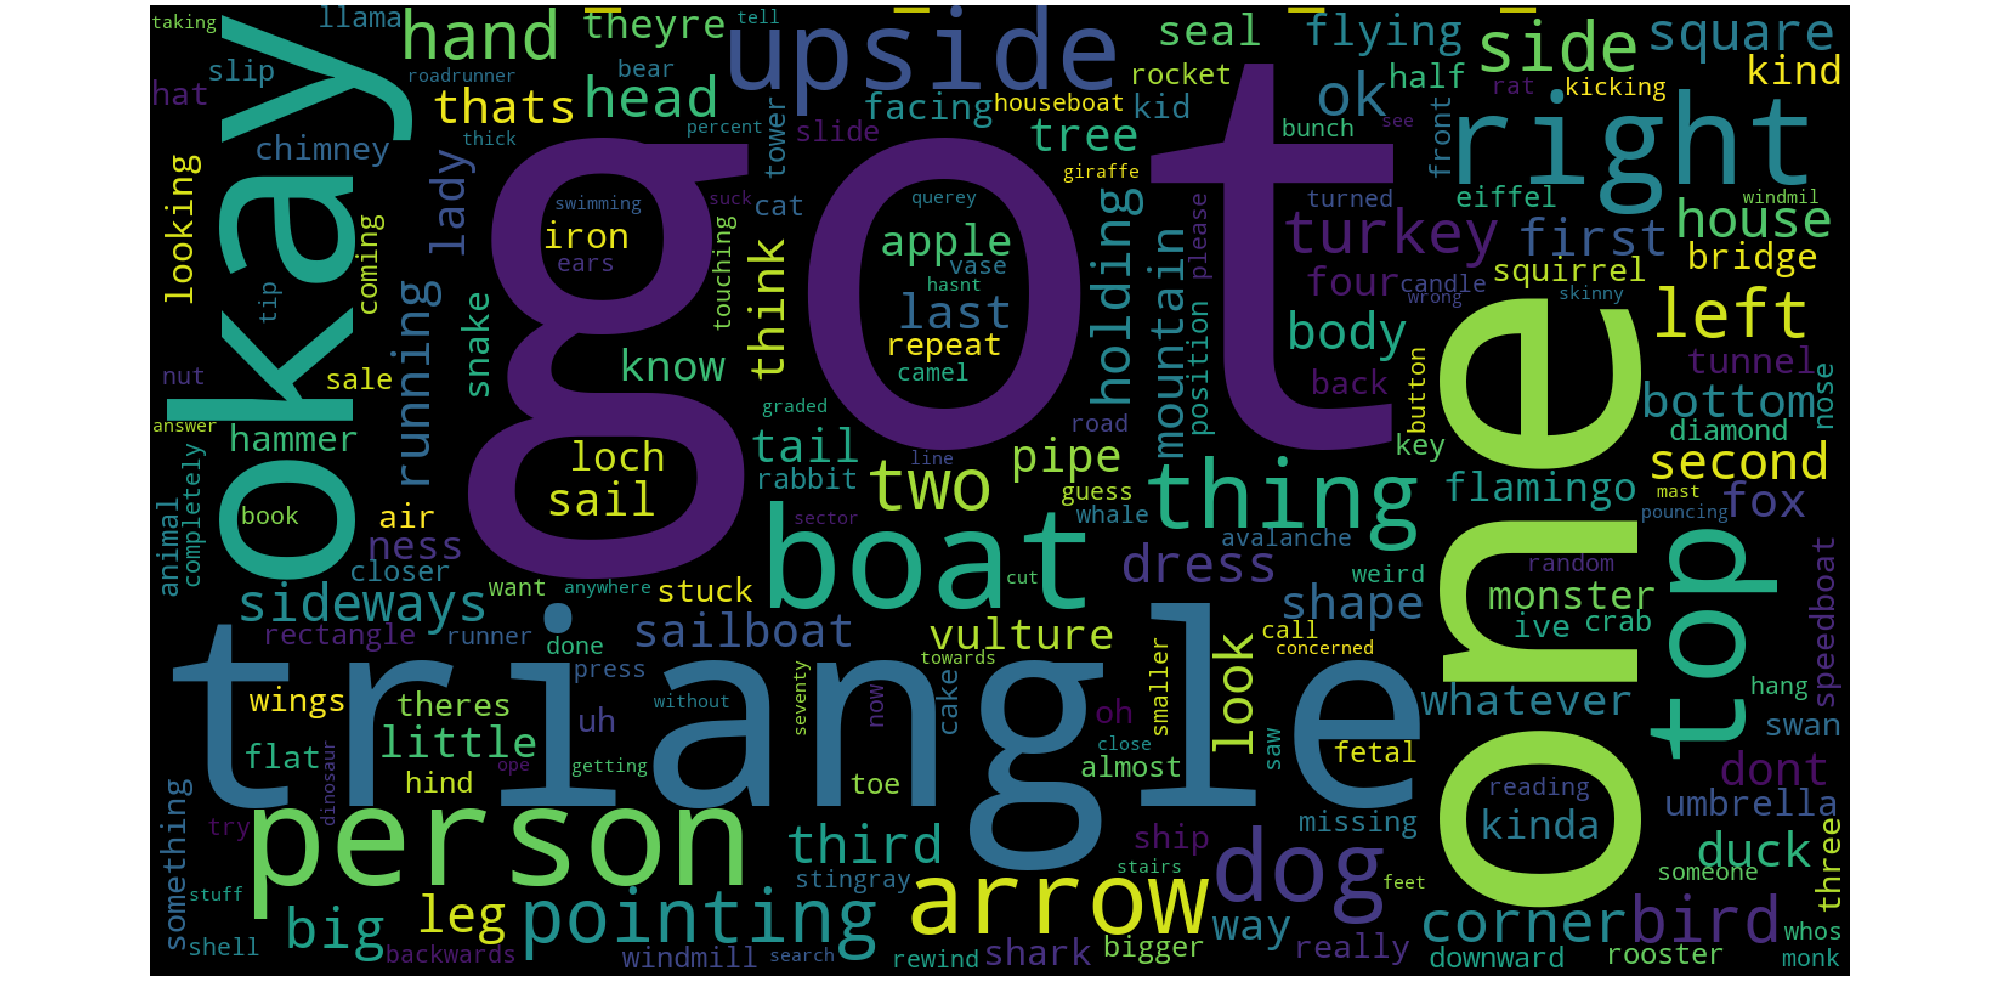 taking
llama
hand
theyre
tell
upside
seal
flying
side
square
okay
slip
roadrunner
bear
rocket
ok
half
kind
hat
thats
head
facing
houseboat
kid
rat
kicking
chimney
thick
percent
tower
slide
tree
bunch
see
front
right
looking
lady
got
giraffe
swimming
suck
cat
querey
holding
turned
eiffel
windmil
coming
iron
ears
touching
think
apple
vase
hasnt
mountain
please
turkey
first
house
bridge
tip
running
snake
last
four
candle
wrong
squirrel
skinny
left
know
repeat
camel
position
body
back
button
one
tunnel
nut
sale
graded
road
bottom
nose
answer
hammer
loch
tail
line
pipe
key
diamond
completely
sail
rabbit
two
guess
thing
flamingo
second
mast
animal
book
air
sector
whale
pouncing
fox
ness
boat
avalanche
closer
want
anywhere
stuck
cut
dress
weird
random
top
speedboat
sideways
shape
monster
rectangle
runner
done
sailboat
vulture
look
call
concerned
ive
crab
triangle
press
towards
smaller
wings
theres
uh
without
seventy
now
cake
oh
whatever
hang
swan
flat
little
close
saw
fetal
dont
dinosaur
hind
ope
getting
toe
almost
reading
umbrella
something
try
person
third
ship
missing
kinda
duck
three
stuff
stingray
stairs
dog
feet
someone
big
leg
pointing
arrow
way
corner
bird
whos
shell
backwards
windmill
search
rewind
shark
bigger
really
downward
rooster
monk